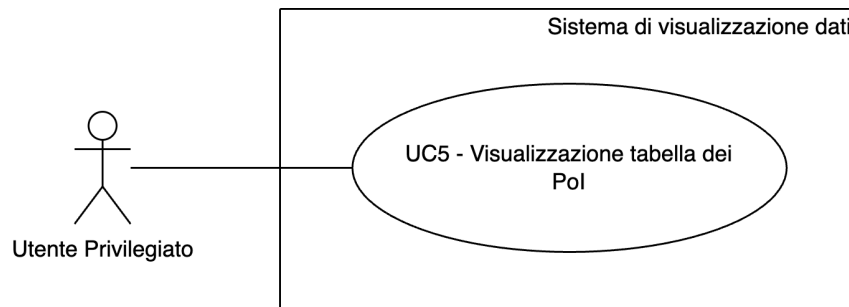 Sistema di visualizzazione dati
UC5 - Visualizzazione tabella dei
PoI
Utente Privilegiato